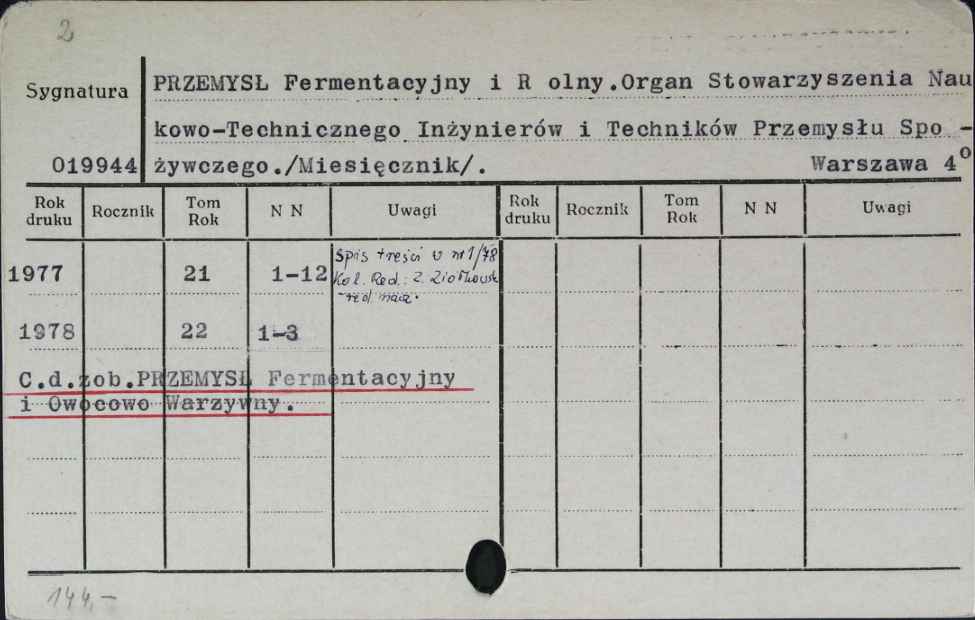 2
Sygnatura
PRZEMYSŁ Fermentacyjny i R olny.Organ Stowarzyszenia Nau
kowo-Technicznego Inżynierów i Techników Przemysłu Spo -
019944 żywczego./Miesięcznik/. Warszawa 4o
Rok druku Rocznik Tom Rok N N Uwagi Rok druku Rocznik Tom Rok N N Uwagi
1977 21 1-12 Spis treści w nr 1/78
Kol. Red.: Z. Ziółkowsk
red. nacz.
1978 22 1-3
C.d.zob.PRZEMYSŁ Fermentacyjny
i Owocowo Warzywny.
144,-